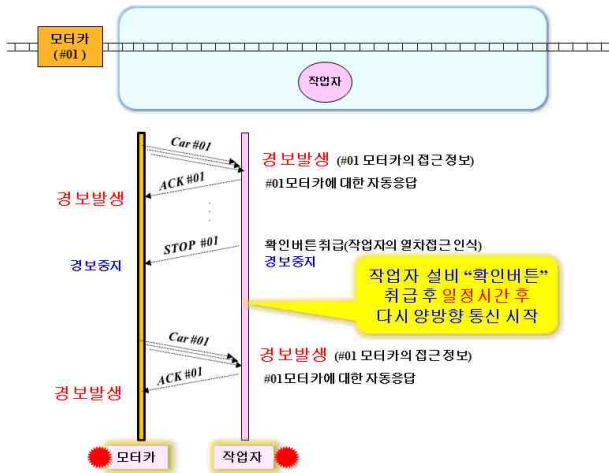 모터카
(#01)
작업자
Car #01
경보발생 (#01 모터카의 접근정보)
ACK #01
#01모터카에 대한 자동응답
경보발생
STOP #01
확인버튼취급(작업자의 열차접근 인식)
경보중지
경보중지
작업자 설비 “확인버튼”
취급 후 일정시간 후
다시 양방향 통신 시작
Car #01
경보발생 (#01 모터카의 접근정보)
ACK #01
#01모터카에 대한 자동응답
경보발생
모터카
작업자